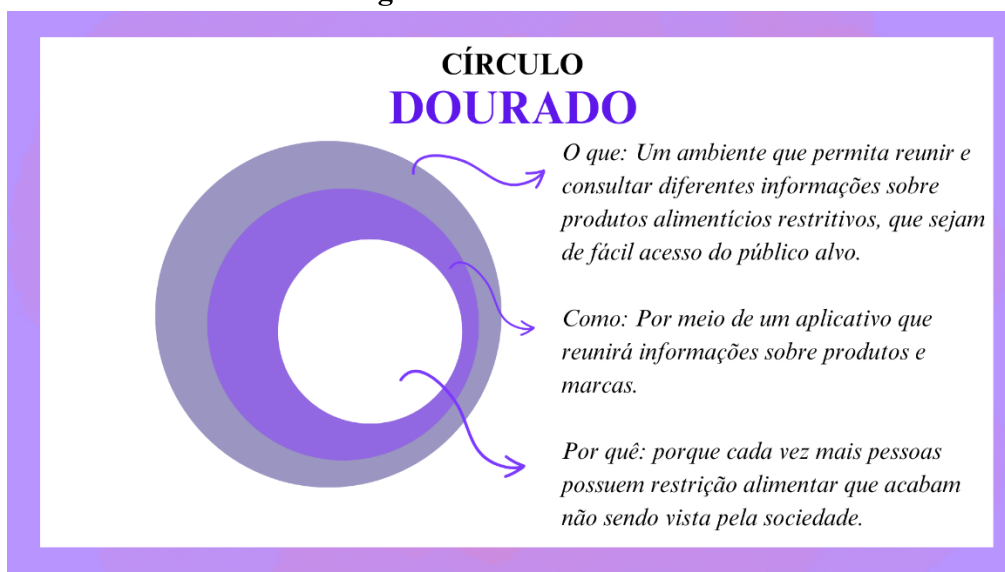 CÍRCULO
DOURADO
O que: Um ambiente que permita reunir e
consultar diferentes informações sobre
produtos alimentícios restritivos, que sejam
de fácil acesso do público alvo.
Como: Por meio de um aplicativo que
reunirá informações sobre produtos e
marcas.
Por quê: porque cada vez mais pessoas
possuem restrição alimentar que acabam
não sendo vista pela sociedade.